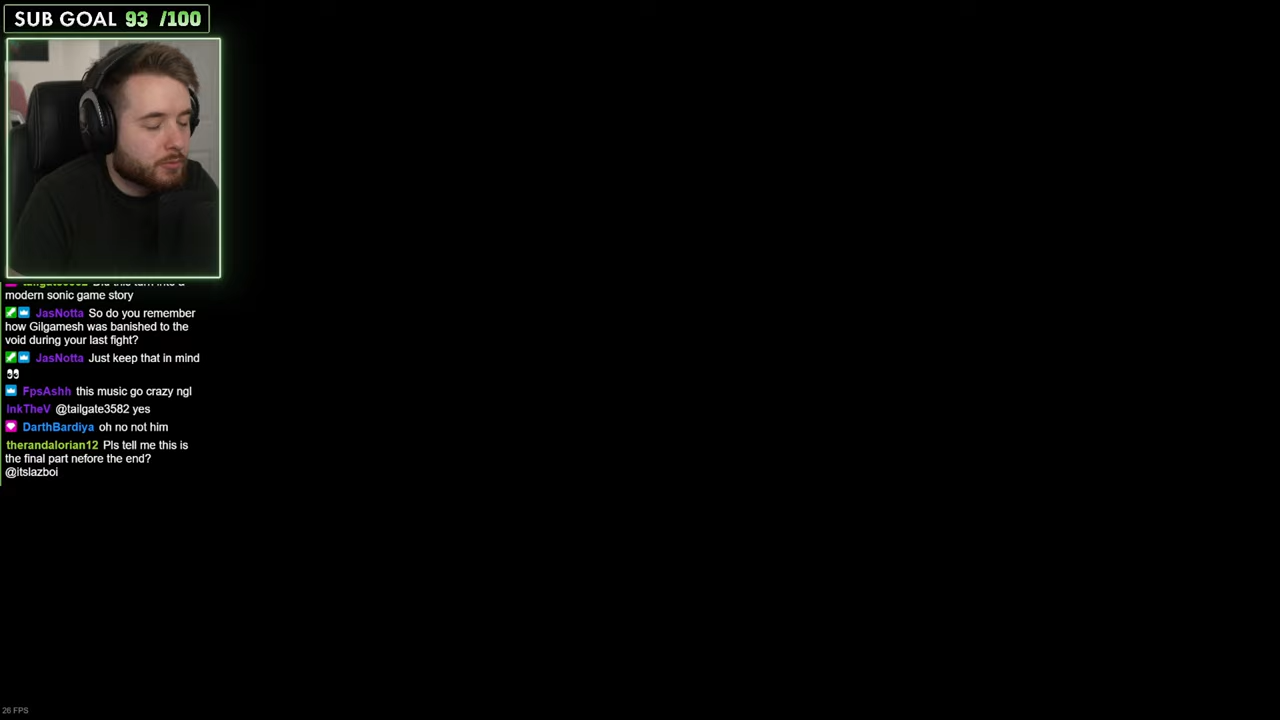 SUB GOAL 93 /100
modern sonic game story
JasNotta So do you remember
how Gilgamesh was banished to the
void during your last fight?
JasNotta Just keep that in mind
👀
FpsAshh this music go crazy ngl
InkTheV @tailgate3582 yes
DarthBardiya oh no not him
therandalorian12 Pls tell me this is
the final part nefore the end?
@itslazboi
26 FPS